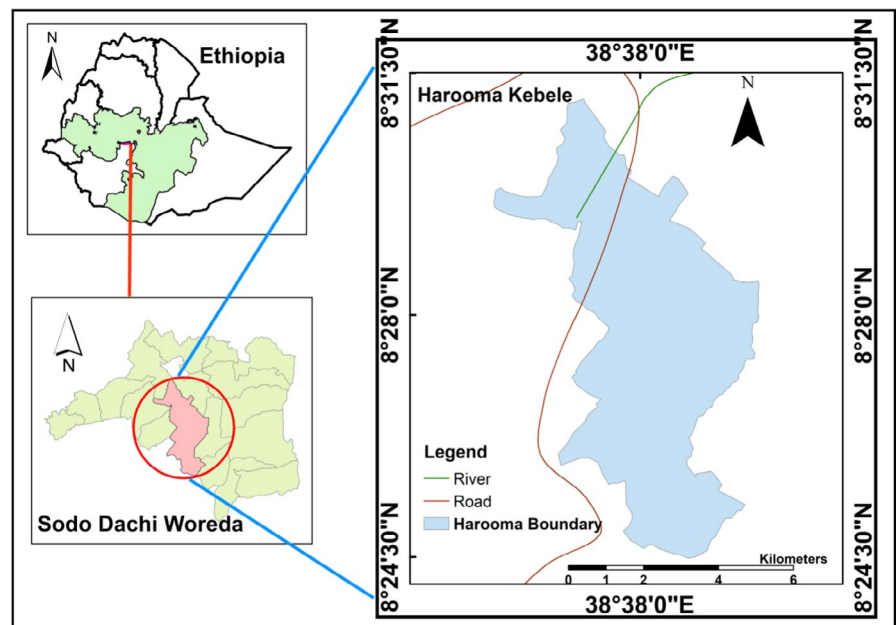 N
Ethiopia
N
Sodo Dachi Woreda
38°38'0"E
8°31'30"N
8°31'30"N
Harooma Kebele
N
8°28'0"N
8°28'0"N
Legend
River
Road
Harooma Boundary
8°24'30"N
8°24'30"N
Kilometers
0 1 2 4 6
38°38'0"E